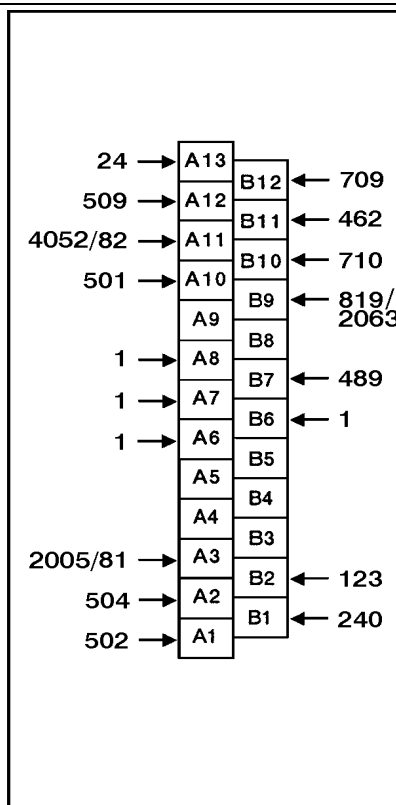 24 A13
B12 709
509 A12
B11 462
4052/82 A11
B10 710
501 A10
B9 819/
2063
A9
B8
1 A8
B7 489
1 A7
B6 1
1 A6
B5
A5
B4
A4
B3
2005/81 A3
B2 123
504 A2
B1 240
502 A1